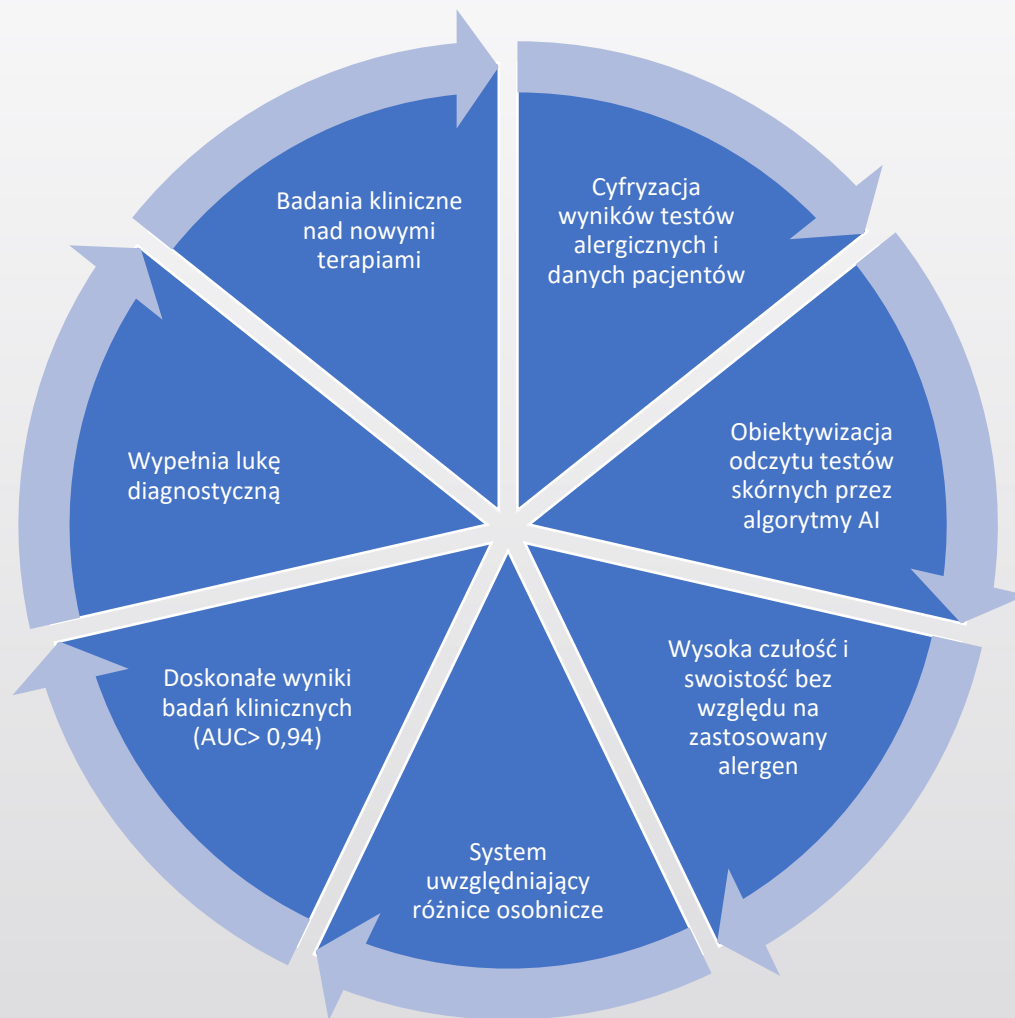 Cyfryzacja
wyników testów
alergicznych i
danych pacjentów
Obiektywizacja
odczytu testów
skórnych przez
algorytmy AI
Wysoka czułość i
swoistość bez
względu na
zastosowany
alergen
System
uwzględniający
różnice osobnicze
Doskonałe wyniki
badań klinicznych
(AUC> 0,94)
Wypełnia lukę
diagnostyczną
Badania kliniczne
nad nowymi
terapiami